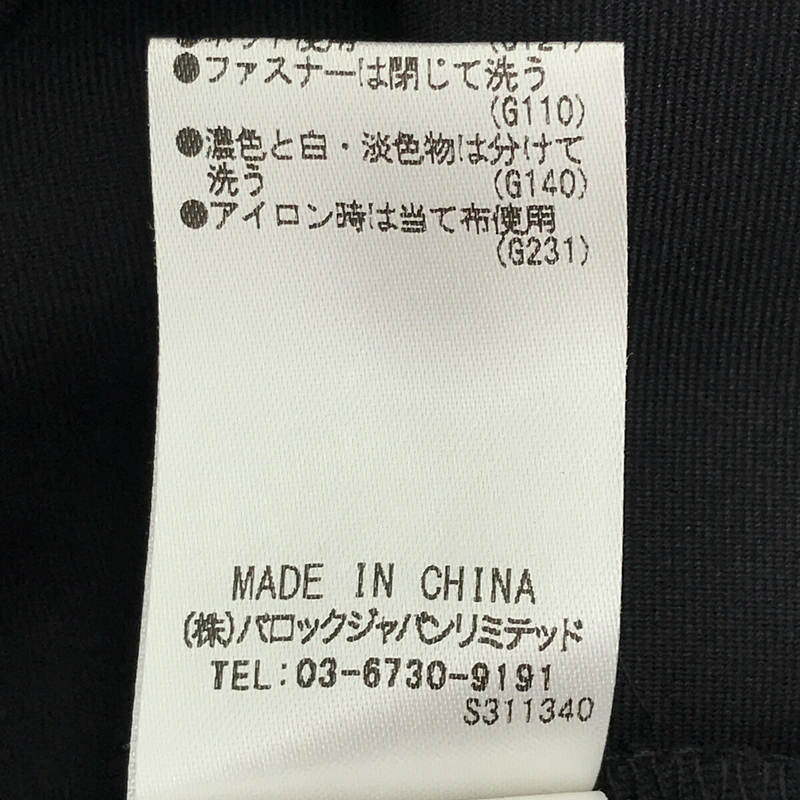 ●ファスナーは閉じて洗う
(G110)
●濃色と白・淡色物は分けて
洗う (G140)
●アイロン時は当て布使用
(G231)
MADE IN CHINA
(株)バロックジャパンリミテッド
TEL:03-6730-9191
S311340